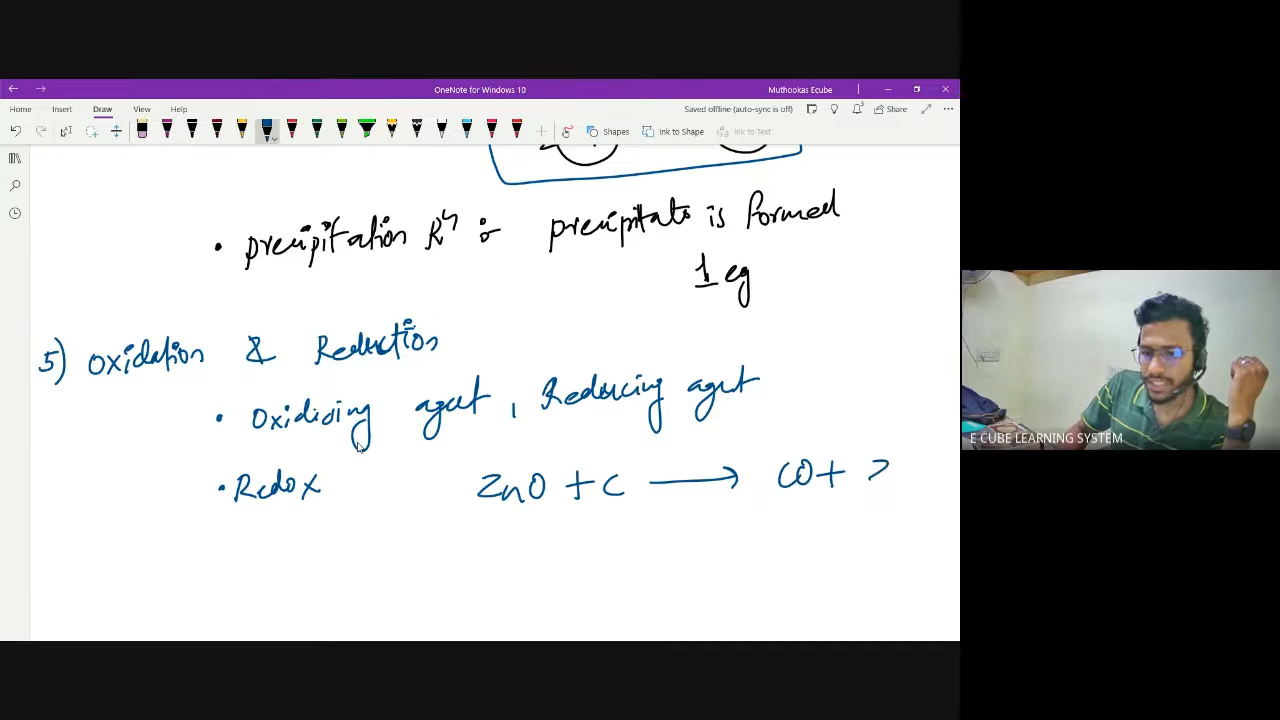 OneNote for Windows 10
Muthookas Ecube
Home Insert Draw View Help
Saved offline (auto-sync is off)
Share
Shapes
Ink to Shape
Ink to Text
• precipitation Rn : precipitate is formed
1 eg
5) Oxidation & Reduction
• Oxidising agent, Reducing agent
• Redox ZnO + C → CO +
E CUBE LEARNING SYSTEM